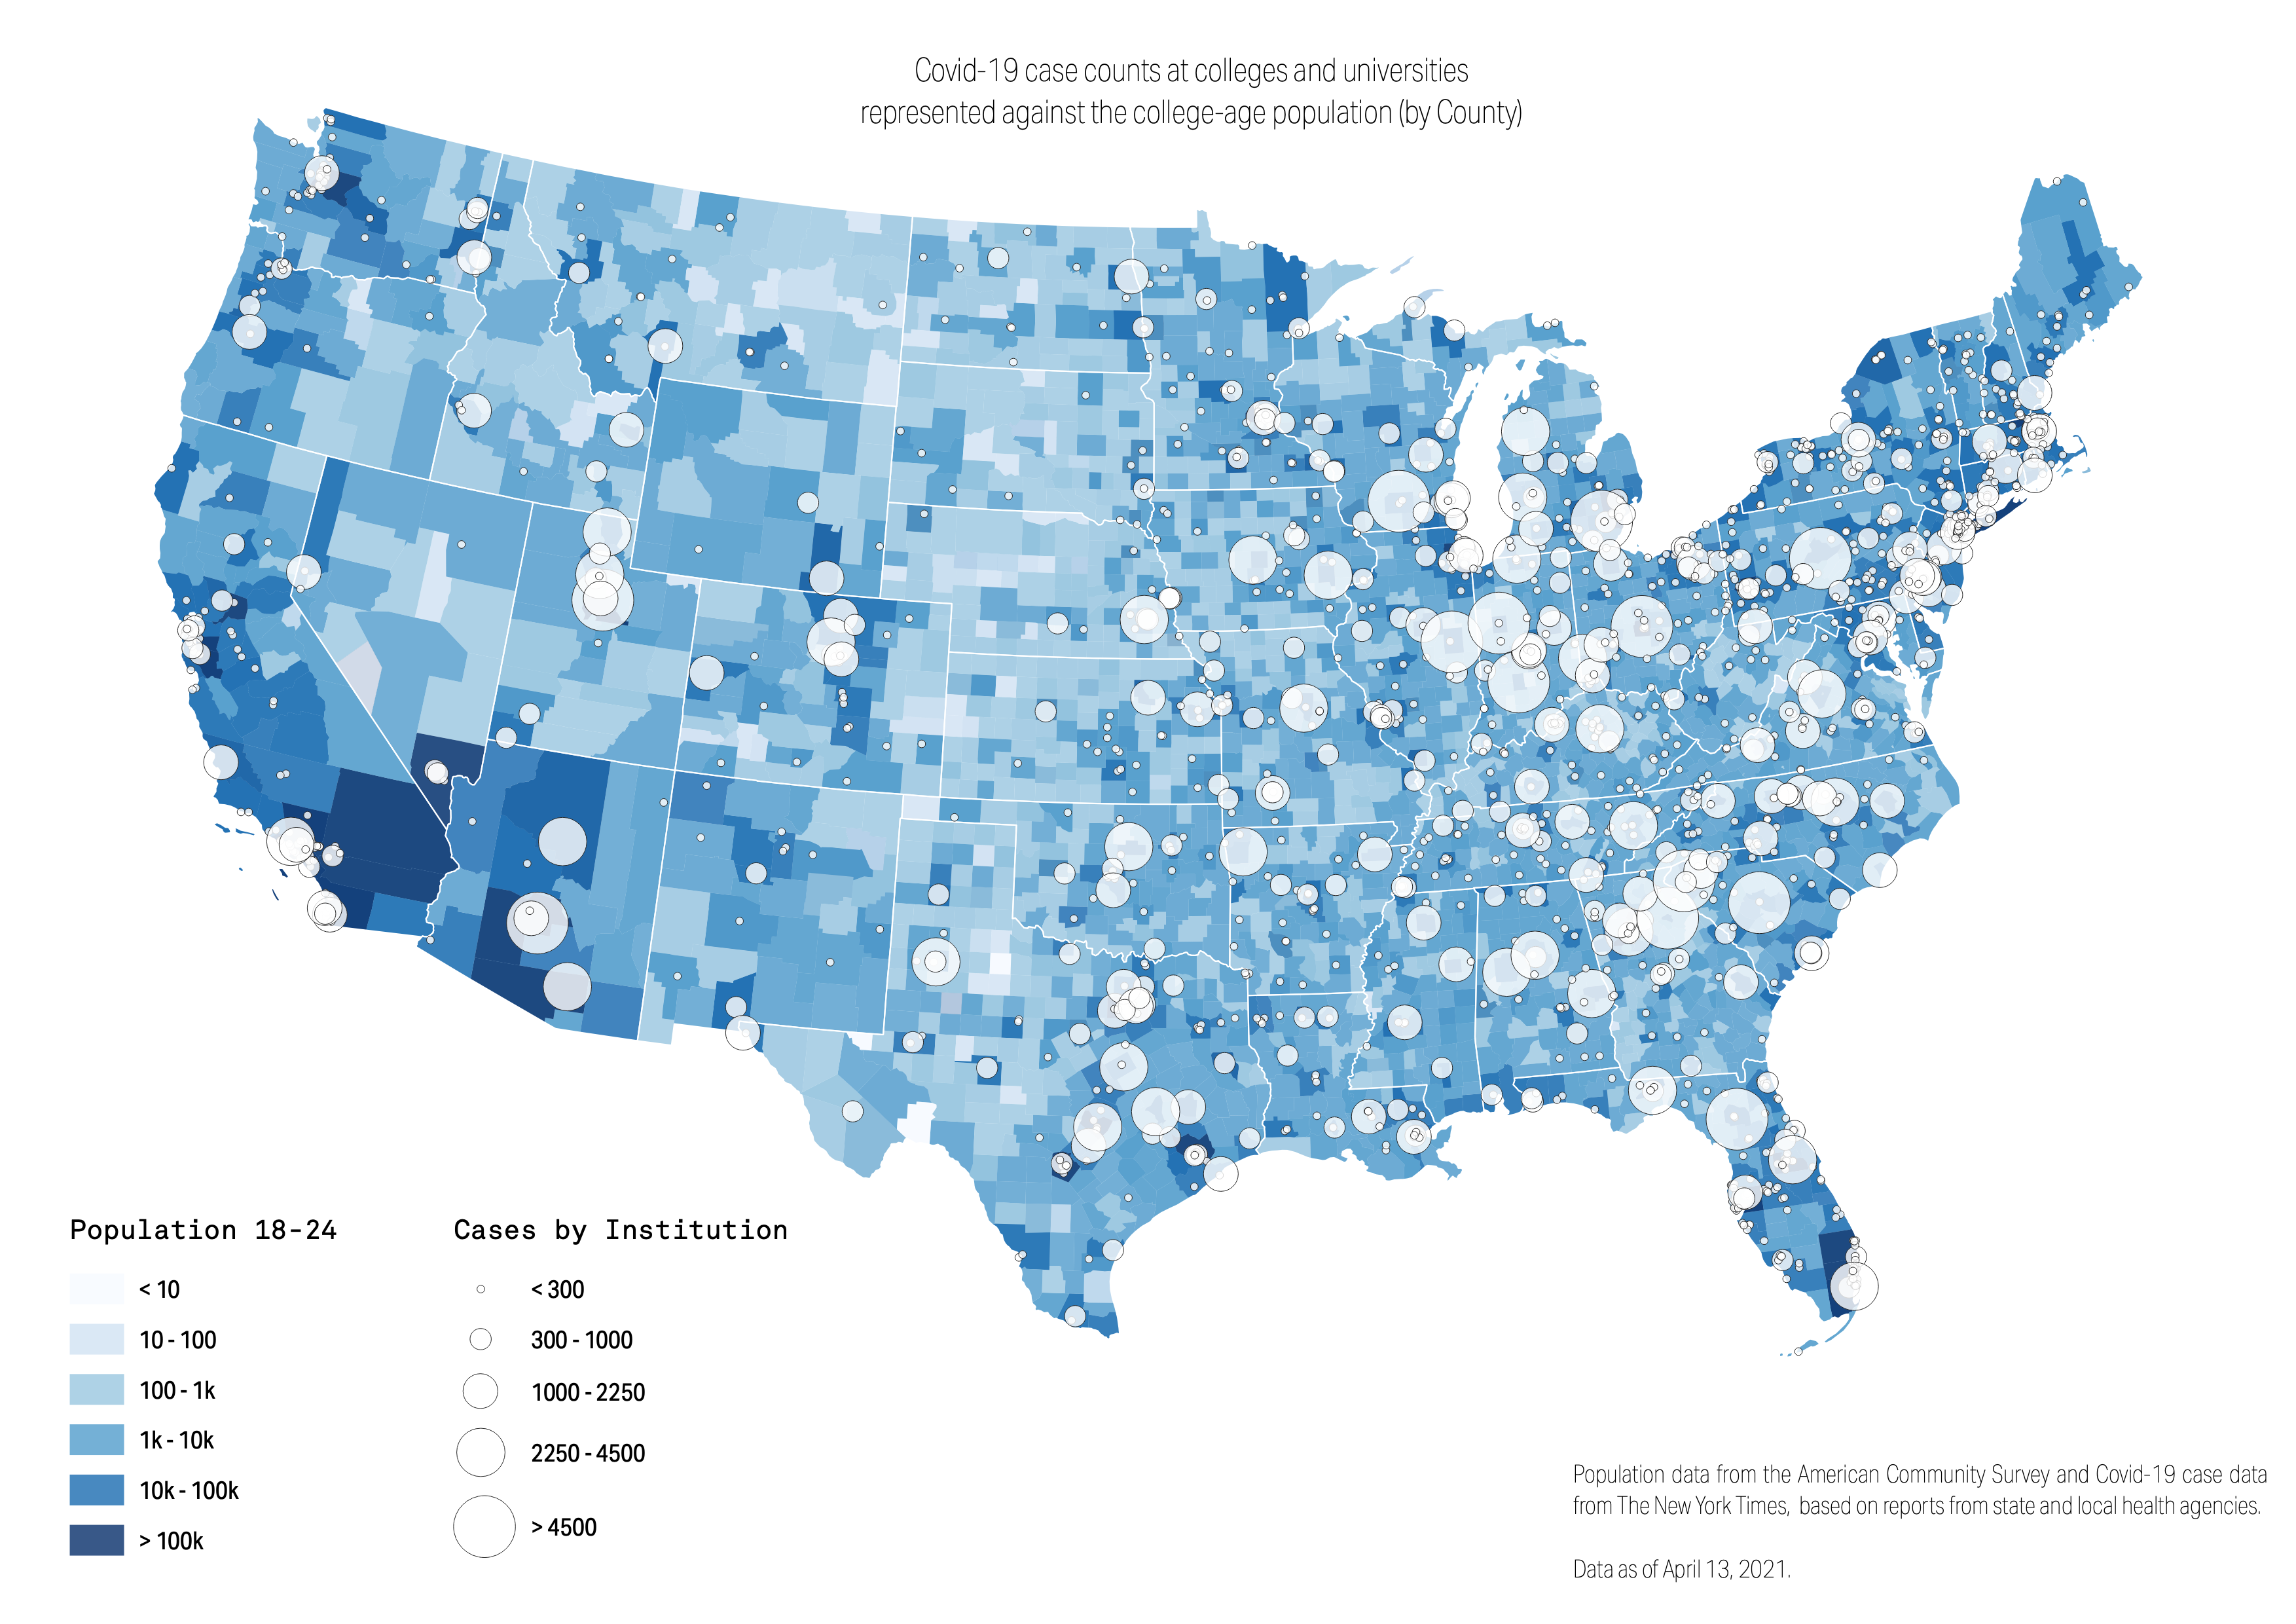 Covid-19 case counts at colleges and universities
represented against the college-age population (by County)
Population 18-24
< 10
10 - 100
100 - 1k
1k - 10k
10k - 100k
> 100k
Cases by Institution
< 300
300 - 1000
1000 - 2250
2250 - 4500
> 4500
Population data from the American Community Survey and Covid-19 case data
from The New York Times, based on reports from state and local health agencies.
Data as of April 13, 2021.